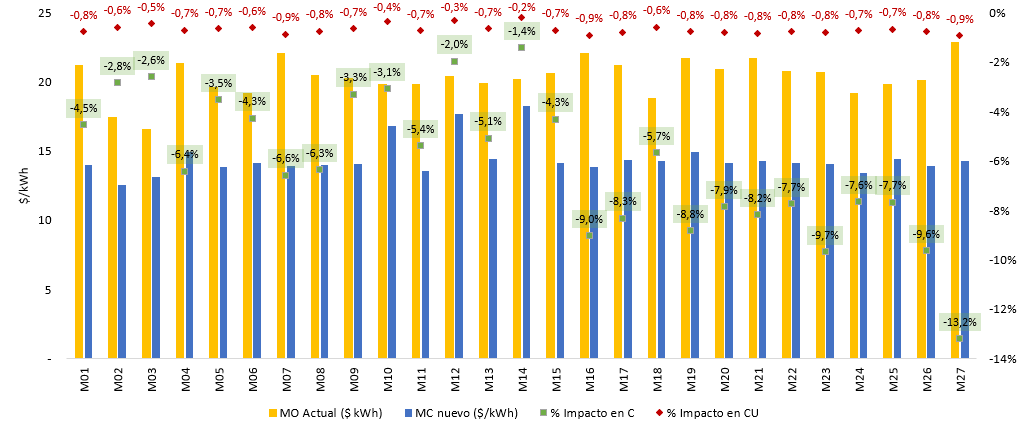 25
20
15
10
5
-
$/kWh
-0,8% -0,6% -0,5% -0,7% -0,7% -0,6% -0,9% -0,8% -0,7% -0,4% -0,7% -0,3% -0,7% -0,2% -0,7% -0,9% -0,8% -0,6% -0,8% -0,8% -0,8% -0,8% -0,8% -0,7% -0,7% -0,8% -0,9%
-4,5% -2,8% -2,6% -6,4% -3,5% -4,3% -6,6% -6,3% -3,3% -3,1% -5,4% -2,0% -5,1% -1,4% -4,3% -9,0% -8,3% -5,7% -8,8% -7,9% -8,2% -7,7% -9,7% -7,6% -7,7% -9,6% -13,2%
0%
-2%
-4%
-6%
-8%
-10%
-12%
-14%
M01 M02 M03 M04 M05 M06 M07 M08 M09 M10 M11 M12 M13 M14 M15 M16 M17 M18 M19 M20 M21 M22 M23 M24 M25 M26 M27
MO Actual ($ kWh) MC nuevo ($/kWh) % Impacto en C % Impacto en CU